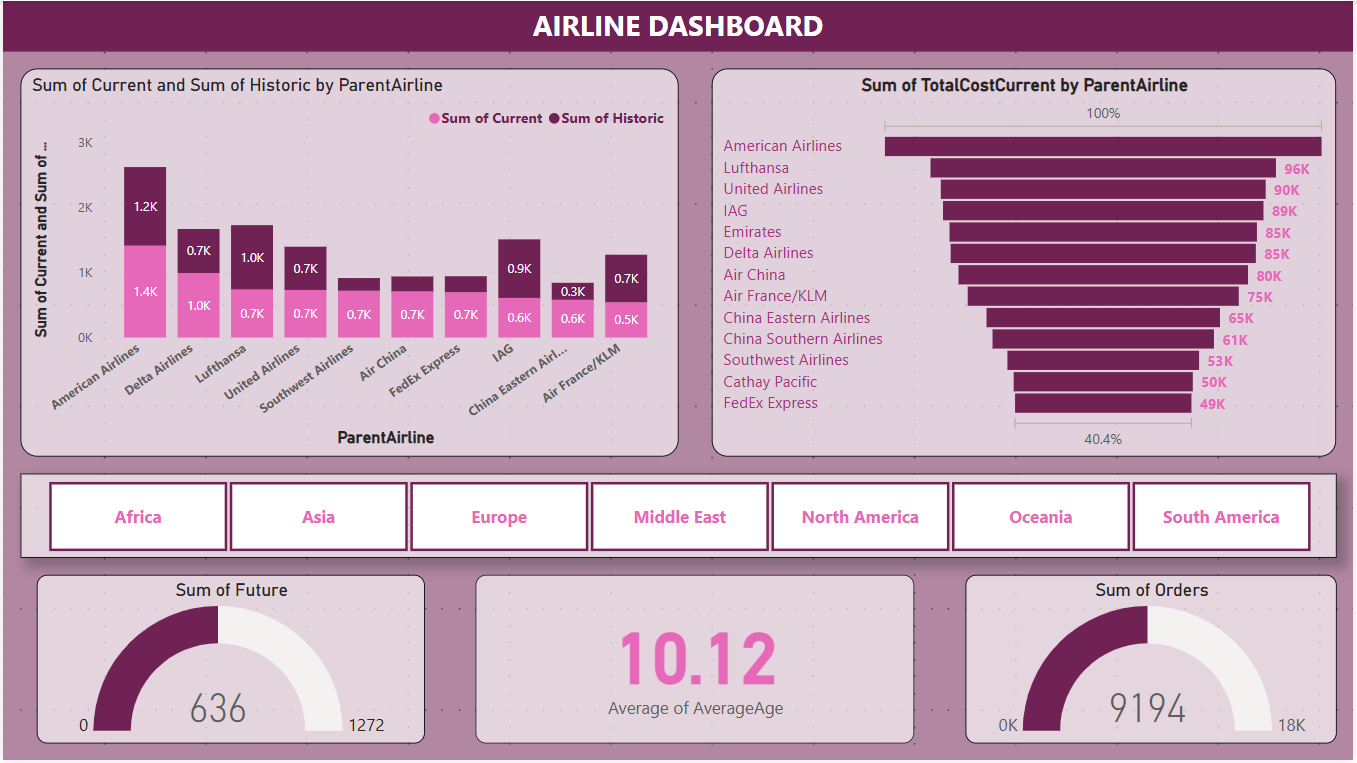 AIRLINE DASHBOARD
Sum of Current and Sum of Historic by ParentAirline
Sum of Current Sum of Historic
Sum of Current and Sum of ...
3K
2K
1K
0K
1.2K
1.4K
0.7K
1.0K
1.0K
0.7K
0.7K
0.7K
0.7K
0.7K
0.7K
0.9K
0.6K
0.3K
0.6K
0.7K
0.5K
American Airlines
Delta Airlines
Lufthansa
United Airlines
Southwest Airlines
Air China
FedEx Express
IAG
China Eastern Airl...
Air France/KLM
ParentAirline
Sum of TotalCostCurrent by ParentAirline
100%
American Airlines
Lufthansa 96K
United Airlines 90K
IAG 89K
Emirates 85K
Delta Airlines 85K
Air China 80K
Air France/KLM 75K
China Eastern Airlines 65K
China Southern Airlines 61K
Southwest Airlines 53K
Cathay Pacific 50K
FedEx Express 49K
40.4%
Africa
Asia
Europe
Middle East
North America
Oceania
South America
Sum of Future
636
0
1272
10.12
Average of AverageAge
Sum of Orders
9194
0K
18K